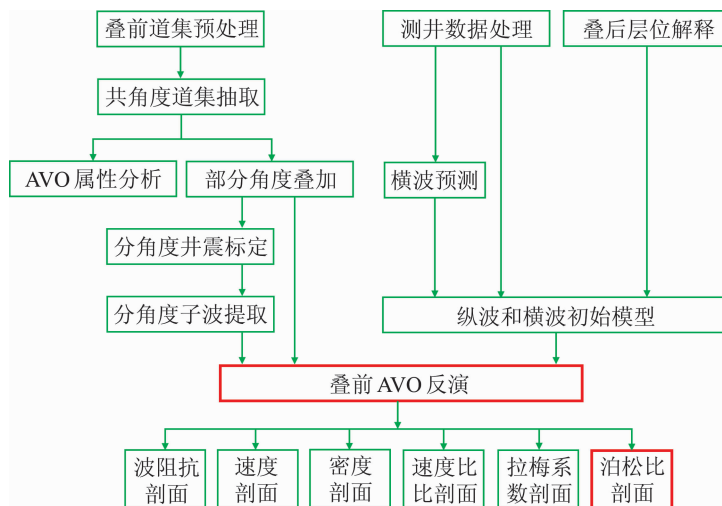 叠前道集预处理
测井数据处理
叠后层位解释
共角度道集抽取
AVO 属性分析
部分角度叠加
横波预测
分角度井震标定
分角度子波提取
纵波和横波初始模型
叠前 AVO 反演
波阻抗
剖面
速度
剖面
密度
剖面
速度比
比剖面
拉梅系
数剖面
泊松比
剖面